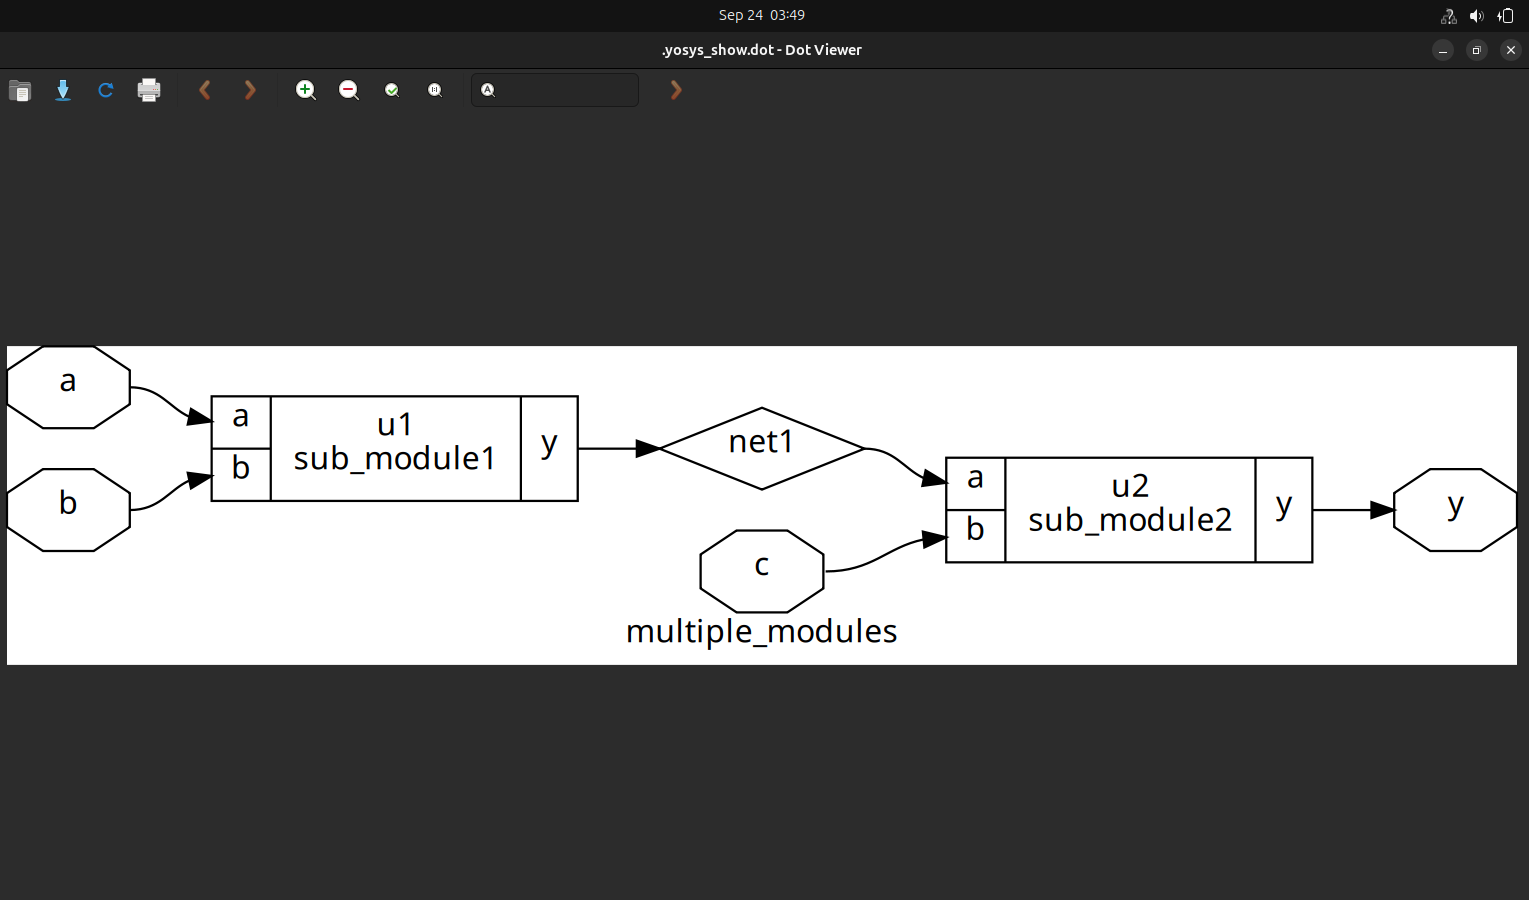 Sep 24 03:49
.yosys_show.dot - Dot Viewer
a
b
a
b
u1
sub_module1
y
net1
c
a
b
u2
sub_module2
y
y
multiple_modules